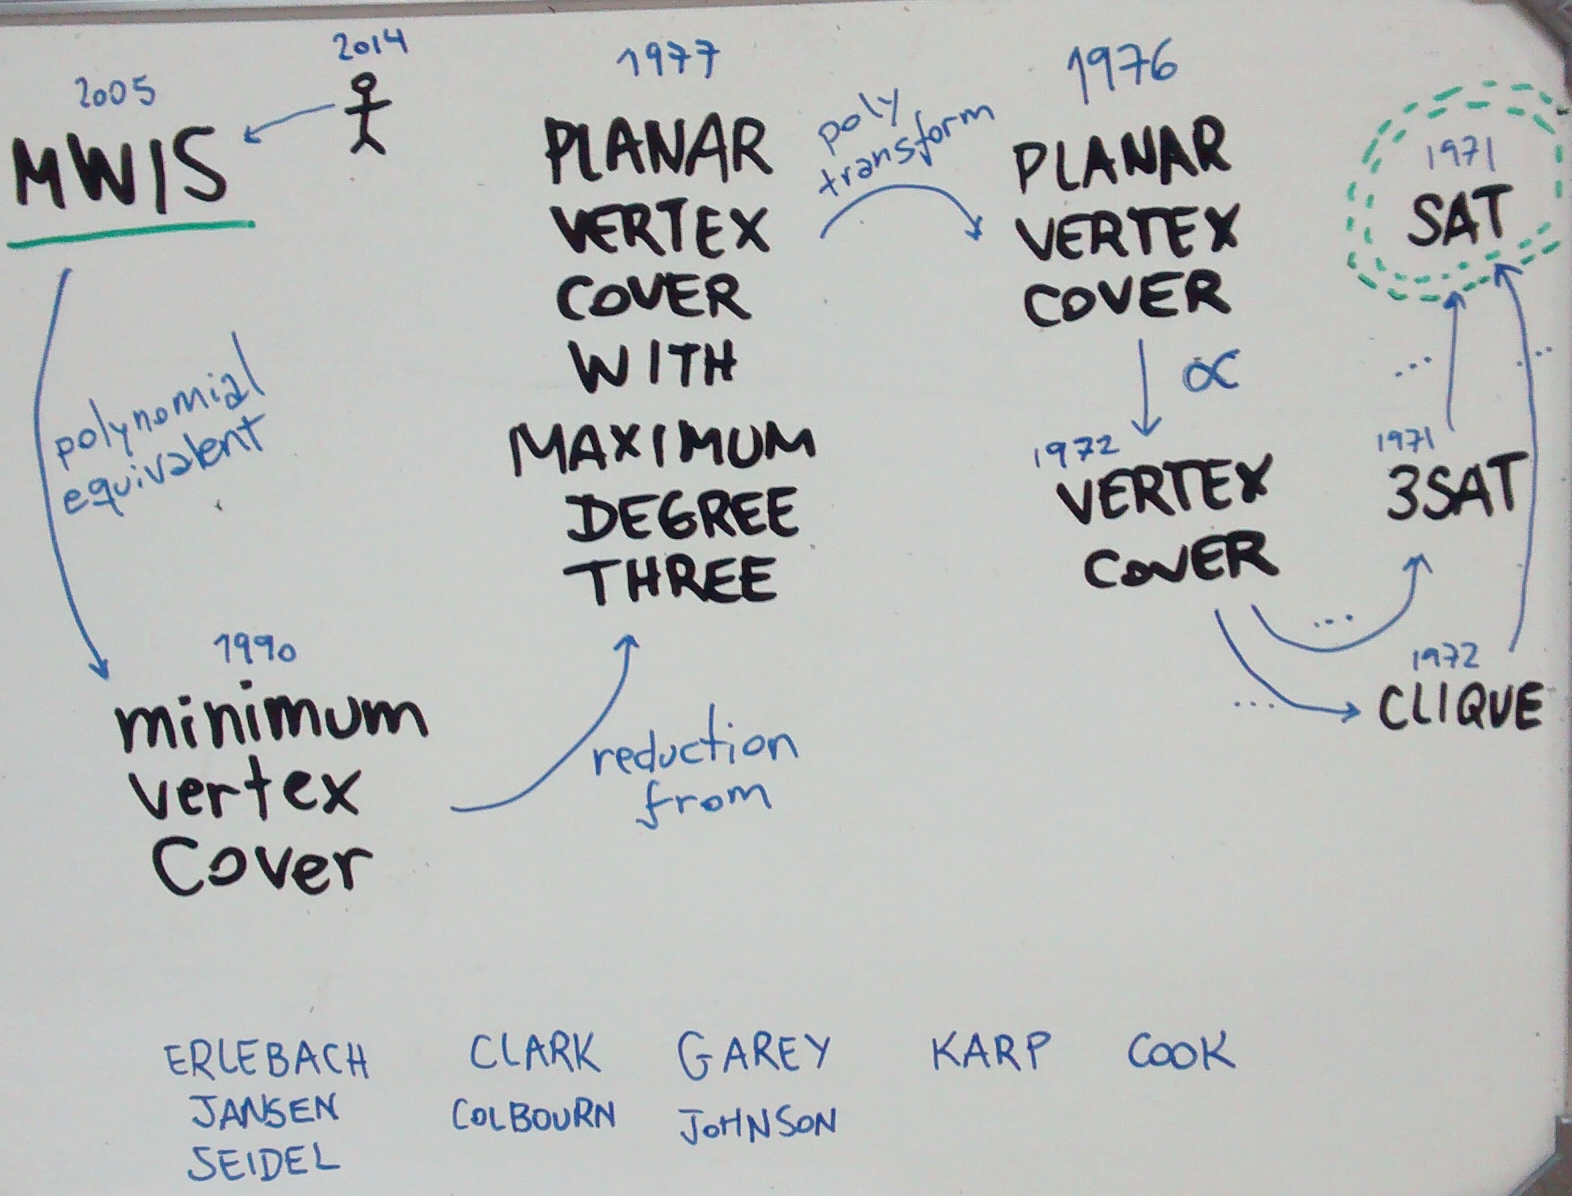 2005
MWIS
2014
polynomial
equivalent
1990
minimum
vertex
Cover
reduction
from
1977
PLANAR
VERTEX
COVER
WITH
MAXIMUM
DEGREE
THREE
poly
transform
1976
PLANAR
VERTEX
COVER
∝
1972
VERTEX
COVER
...
...
1971
SAT
...
...
1971
3SAT
1972
CLIQUE
ERLEBACH
JANSEN
SEIDEL
CLARK
COLBOURN
GAREY
JOHNSON
KARP
COOK